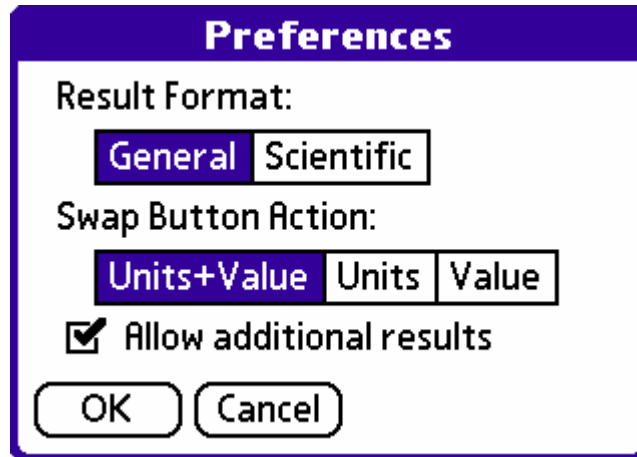 Preferences
Result Format:
General Scientific
Swap Button Action:
Units+Value Units Value
Allow additional results
OK Cancel